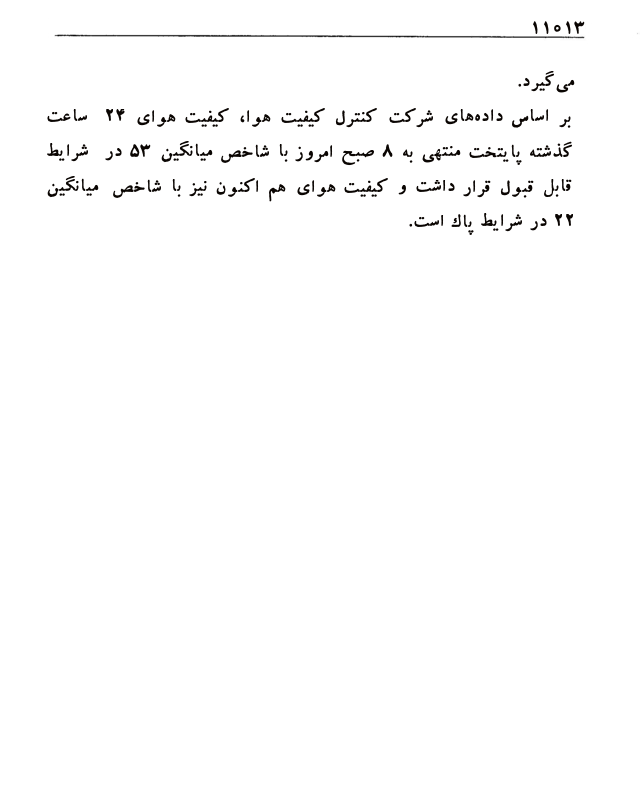 ۱۱۰۱۳
می‌گیرد.
بر اساس داده‌های شرکت کنترل کیفیت هوا، کیفیت هوای ۲۴ ساعت
گذشته پایتخت منتهی به ۸ صبح امروز با شاخص میانگین ۵۳ در شرایط
قابل قبول قرار داشت و کیفیت هوای هم اکنون نیز با شاخص میانگین
۲۲ در شرایط پاك است.